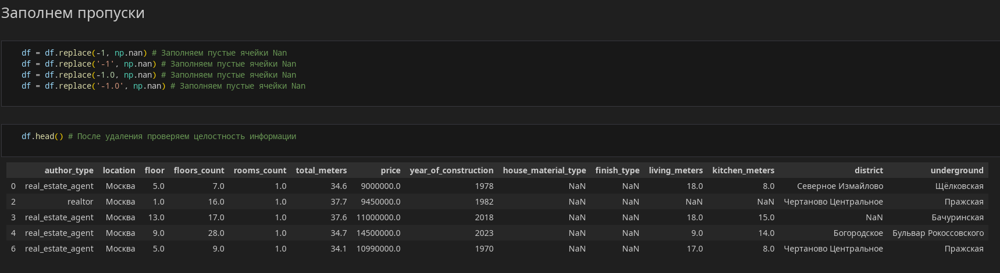 Заполнем пропуски
df = df.replace(-1, np.nan) # Заполняем пустые ячейки Nan
df = df.replace('-1', np.nan) # Заполняем пустые ячейки Nan
df = df.replace(-1.0, np.nan) # Заполняем пустые ячейки Nan
df = df.replace('-1.0', np.nan) # Заполняем пустые ячейки Nan
df.head() # После удаления проверяем целостность информации
author_type location floor floors_count rooms_count total_meters price year_of_construction house_material_type finish_type living_meters kitchen_meters district underground
0 real_estate_agent Москва 5.0 7.0 1.0 34.6 9000000.0 1978 NaN NaN 18.0 8.0 Северное Измайлово Щёлковская
2 realtor Москва 1.0 16.0 1.0 37.7 9450000.0 1982 NaN NaN NaN NaN Чертаново Центральное Пражская
3 real_estate_agent Москва 13.0 17.0 1.0 37.6 11000000.0 2018 NaN NaN 18.0 15.0 NaN Бачуринская
4 real_estate_agent Москва 9.0 28.0 1.0 34.7 14500000.0 2023 NaN NaN 9.0 14.0 Богородское Бульвар Рокоссовского
6 real_estate_agent Москва 5.0 9.0 1.0 34.1 10990000.0 1970 NaN NaN 17.0 8.0 Чертаново Центральное Пражская